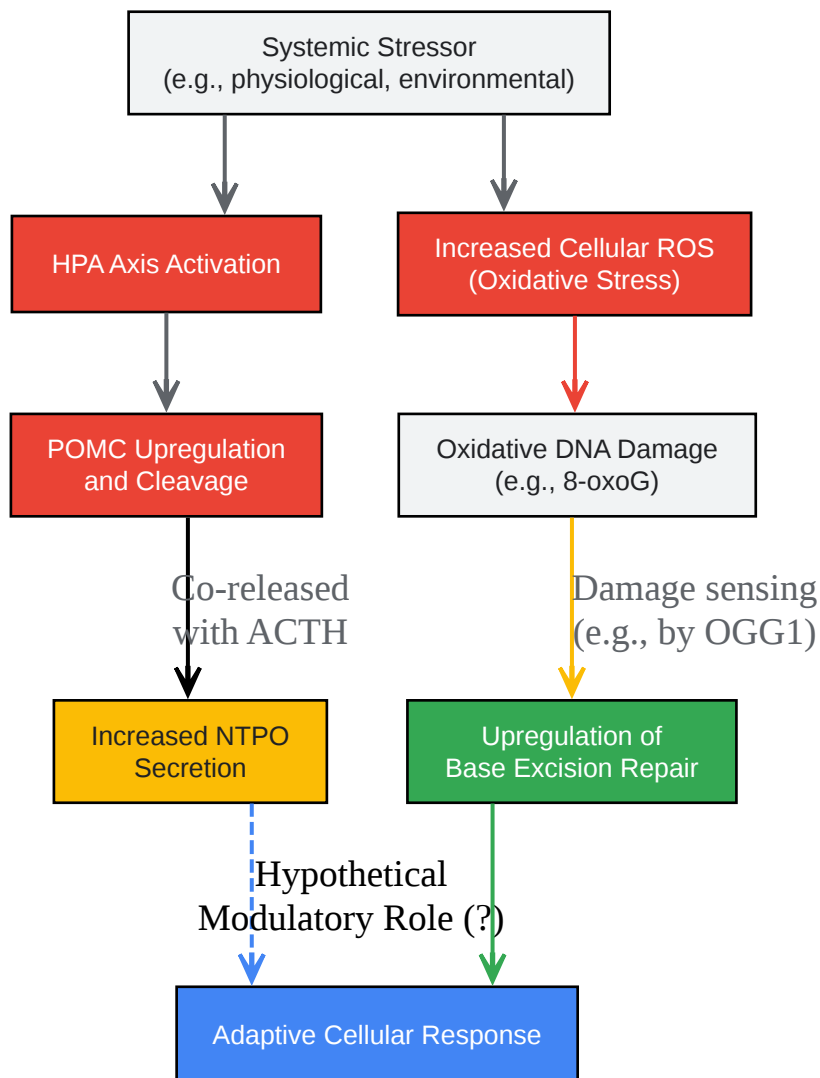 Systemic Stressor
(e.g., physiological, environmental)
HPA Axis Activation
Increased Cellular ROS
(Oxidative Stress)
POMC Upregulation
and Cleavage
Oxidative DNA Damage
(e.g., 8-oxoG)
Co-released
with ACTH
Damage sensing
(e.g., by OGG1)
Increased NTPO
Secretion
Upregulation of
Base Excision Repair
Hypothetical
Modulatory Role (?)
Adaptive Cellular Response